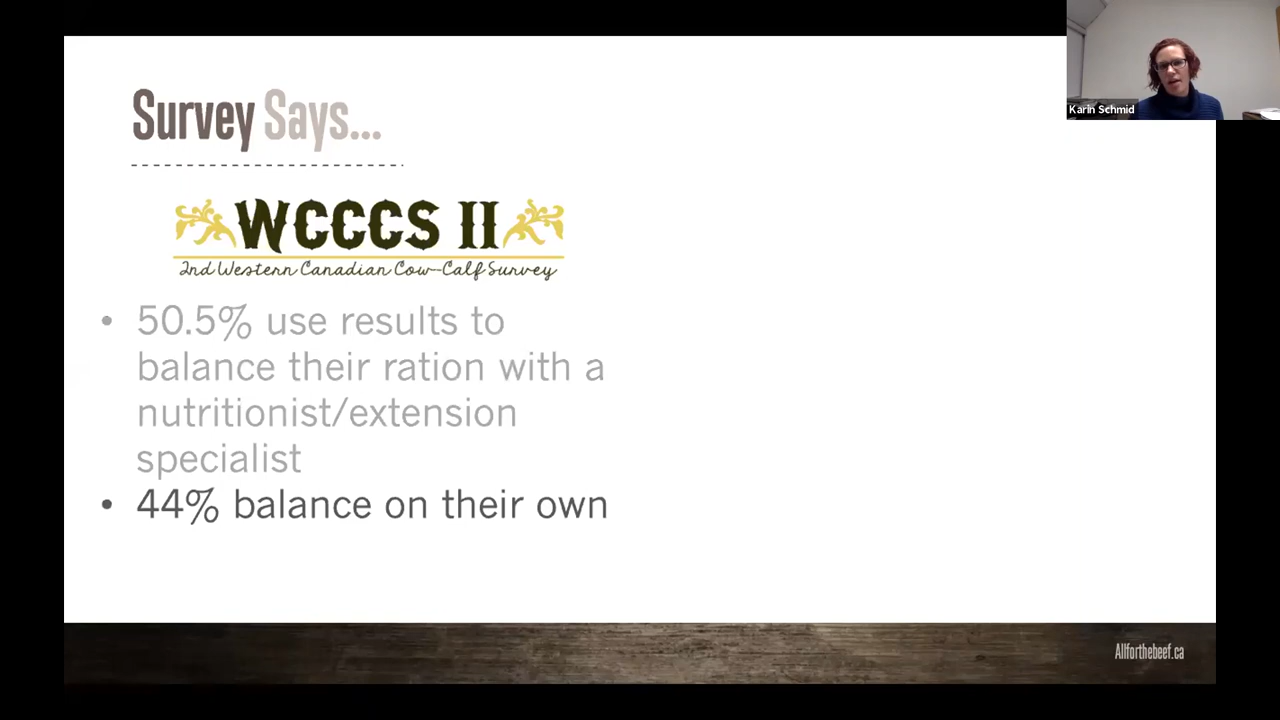 Karin Schmid
Survey Says...
WCCCS II
2nd Western Canadian Cow-Calf Survey
• 50.5% use results to
balance their ration with a
nutritionist/extension
specialist
• 44% balance on their own
Allforthebeef.ca